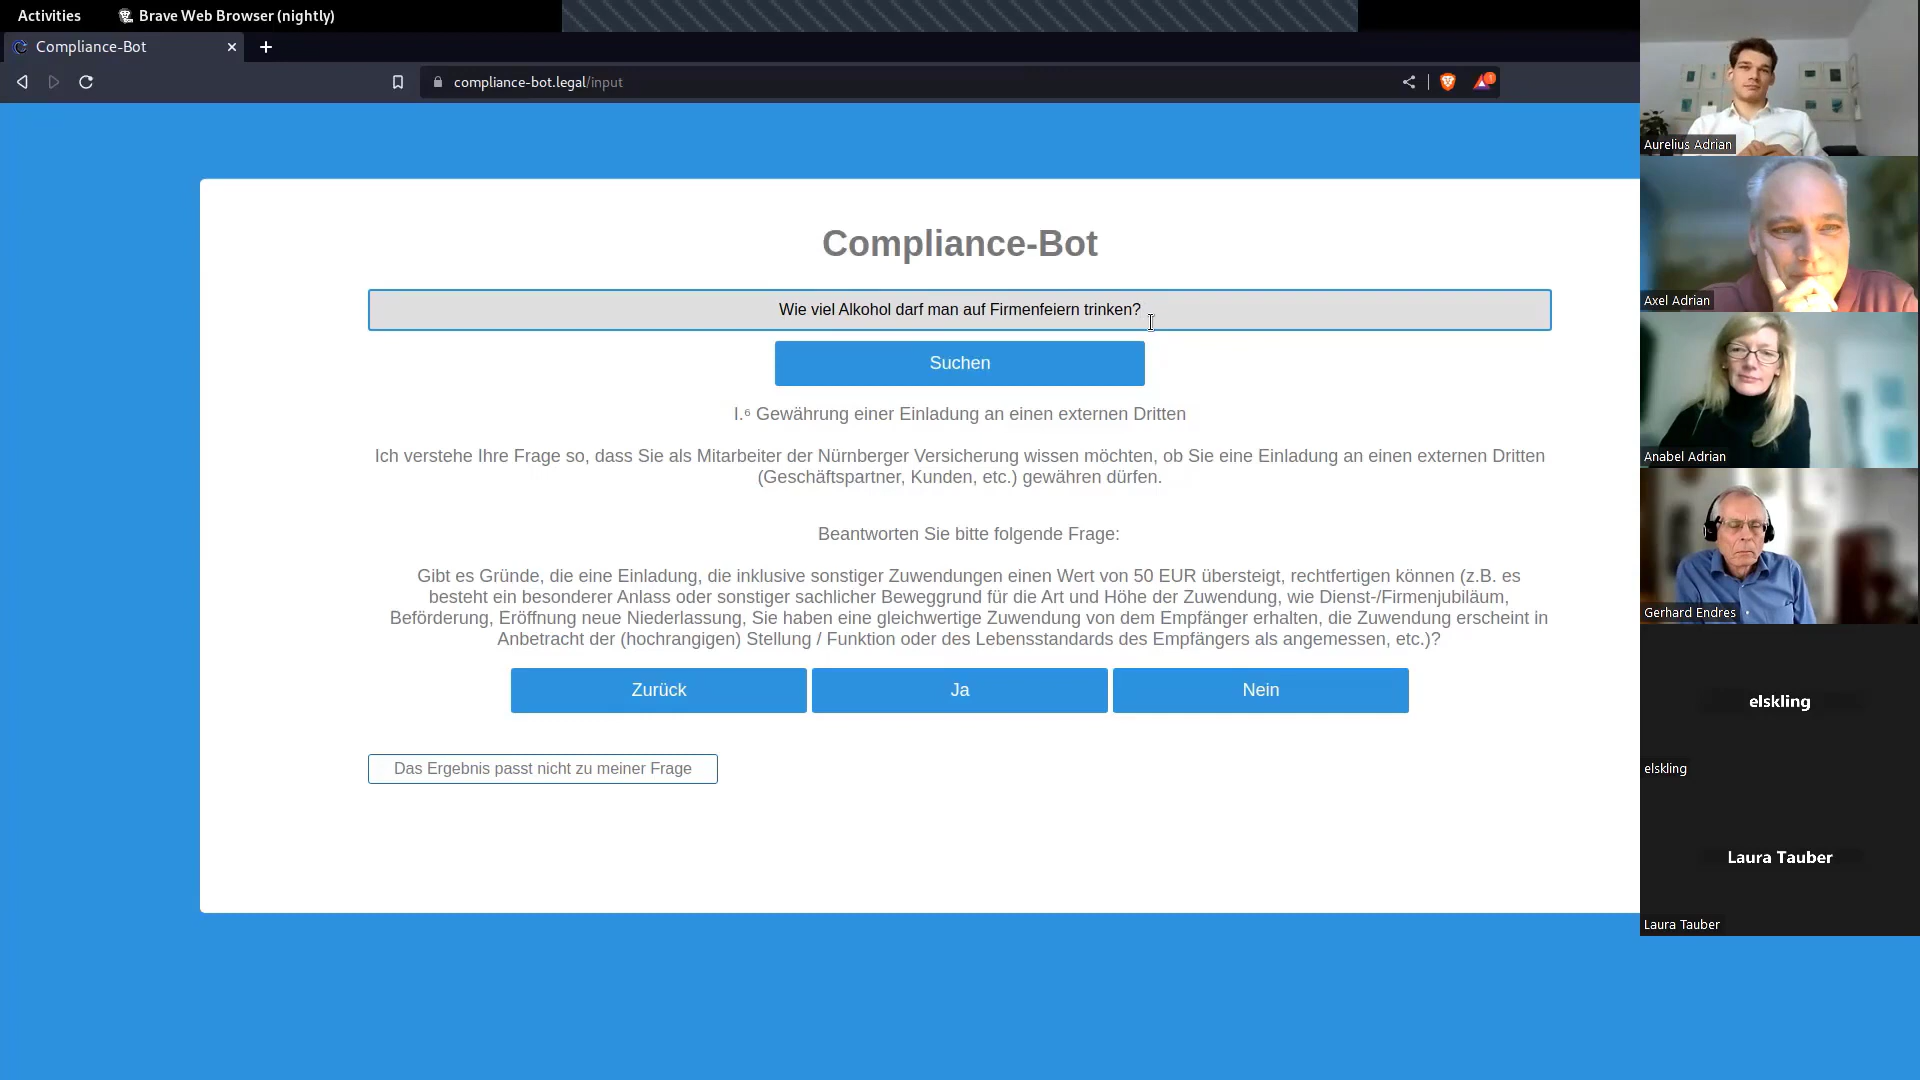 Activities
Brave Web Browser (nightly)
Compliance-Bot
compliance-bot.legal/input
Compliance-Bot
Wie viel Alkohol darf man auf Firmenfeiern trinken?
Suchen
I.⁶ Gewährung einer Einladung an einen externen Dritten
Ich verstehe Ihre Frage so, dass Sie als Mitarbeiter der Nürnberger Versicherung wissen möchten, ob Sie eine Einladung an einen externen Dritten
(Geschäftspartner, Kunden, etc.) gewähren dürfen.
Beantworten Sie bitte folgende Frage:
Gibt es Gründe, die eine Einladung, die inklusive sonstiger Zuwendungen einen Wert von 50 EUR übersteigt, rechtfertigen können (z.B. es
besteht ein besonderer Anlass oder sonstiger sachlicher Beweggrund für die Art und Höhe der Zuwendung, wie Dienst-/Firmenjubiläum,
Beförderung, Eröffnung neue Niederlassung, Sie haben eine gleichwertige Zuwendung von dem Empfänger erhalten, die Zuwendung erscheint in
Anbetracht der (hochrangigen) Stellung / Funktion oder des Lebensstandards des Empfängers als angemessen, etc.)?
Zurück
Ja
Nein
Das Ergebnis passt nicht zu meiner Frage
Aurelius Adrian
Axel Adrian
Anabel Adrian
Gerhard Endres
elskling
elskling
Laura Tauber
Laura Tauber